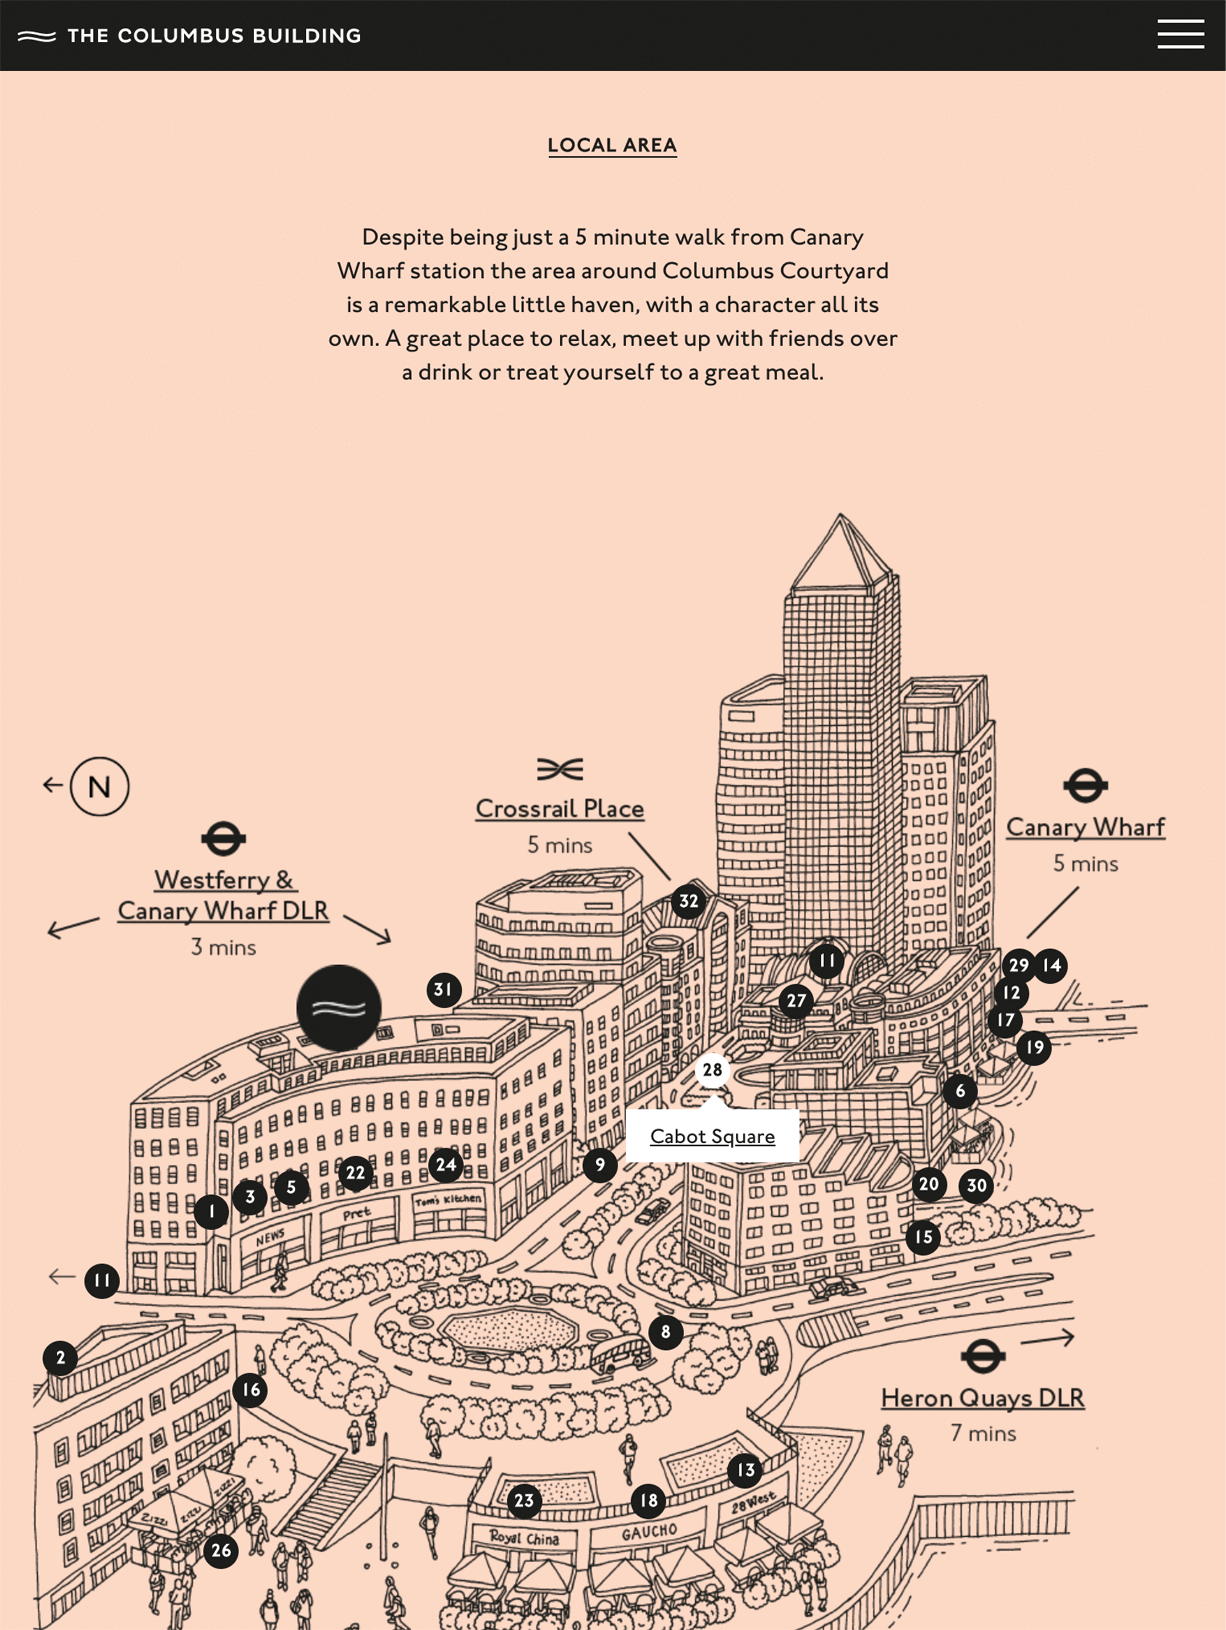 THE COLUMBUS BUILDING
LOCAL AREA
Despite being just a 5 minute walk from Canary
Wharf station the area around Columbus Courtyard
is a remarkable little haven, with a character all its
own. A great place to relax, meet up with friends over
a drink or treat yourself to a great meal.
N
Crossrail Place
5 mins
Canary Wharf
5 mins
Westferry &
Canary Wharf DLR
3 mins
32
11
29 14
31
27
12
17
19
28
6
Cabot Square
9
24
22
5
3
1
20 30
15
Tom's Kitchen
Pret
NEWS
11
8
2
16
Heron Quays DLR
7 mins
13
23
18
28 West
GAUCHO
Royal China
ZIZZI
ZIZZI
ZIZZI
26